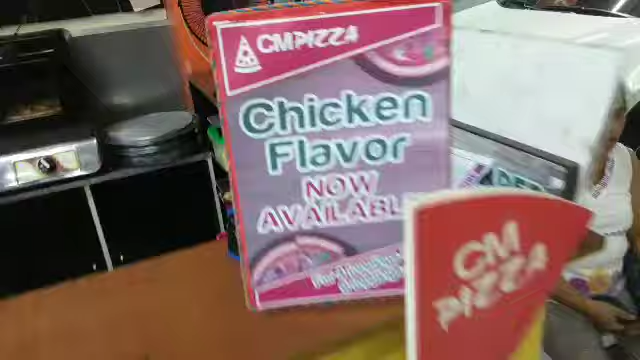 CMPIZZA
Chicken
Flavor
NOW
AVAILABLE
CM
PIZZA